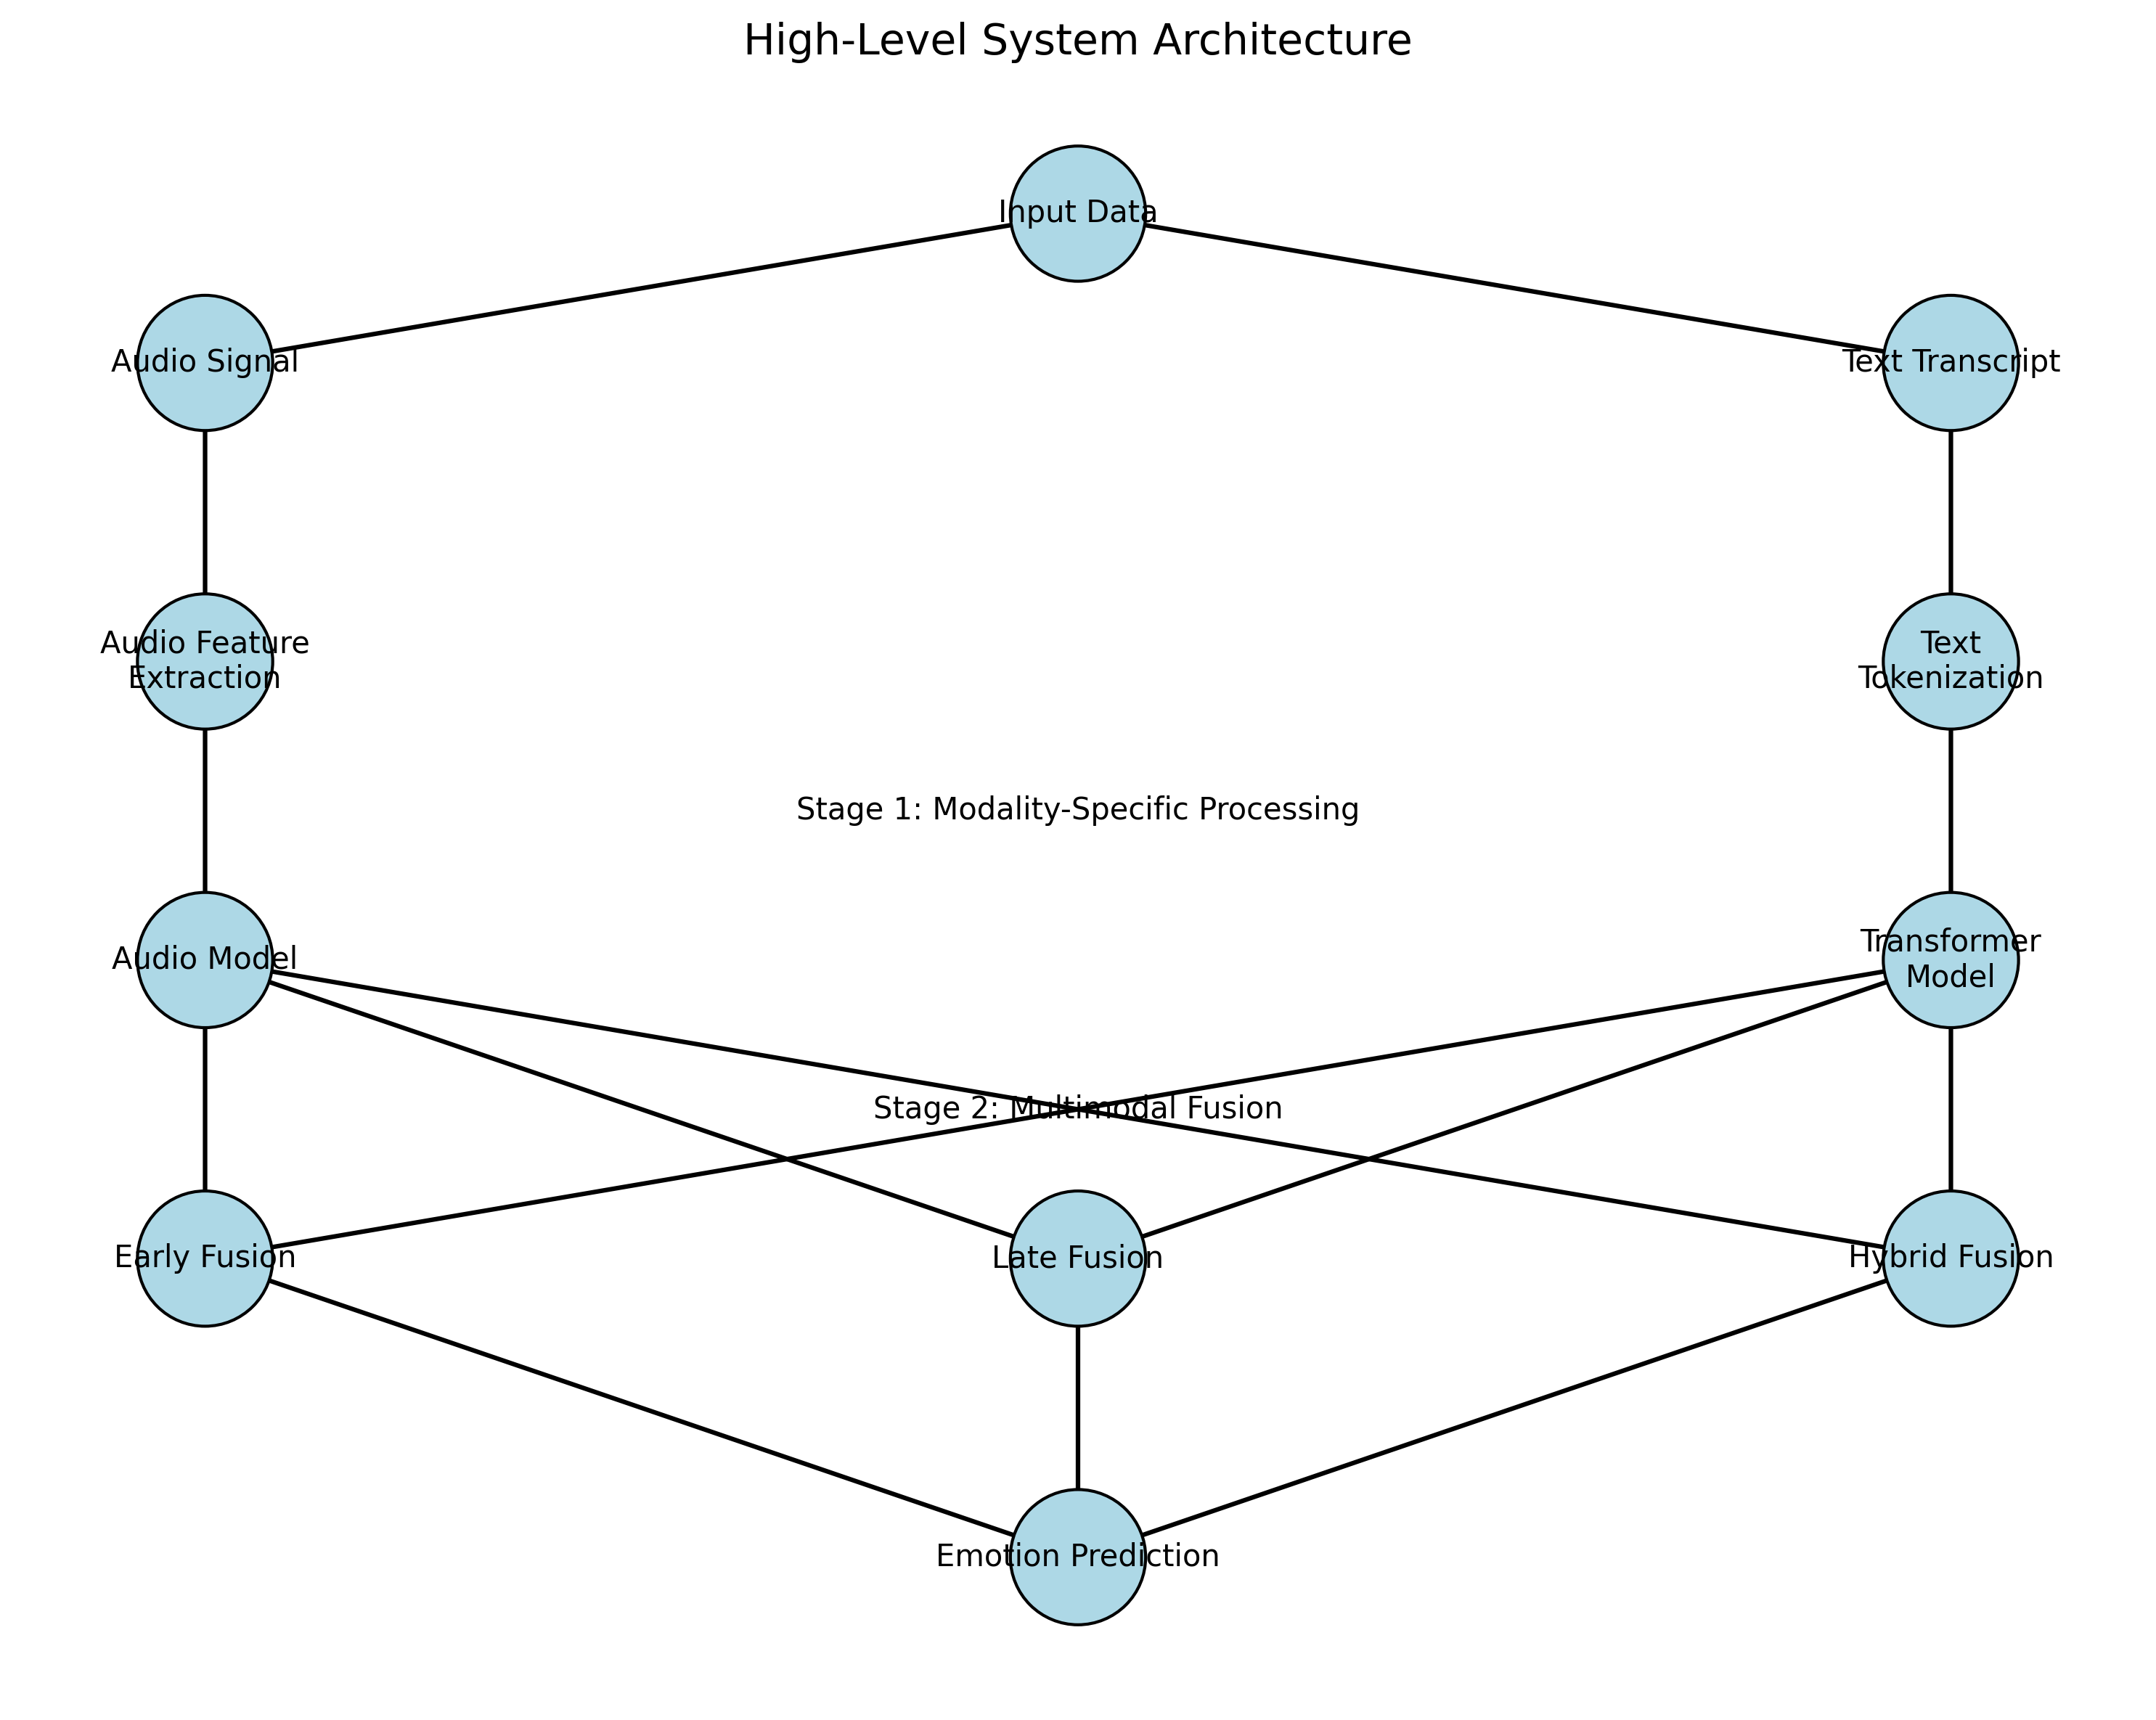 High-Level System Architecture
Input Data
Audio Signal
Text Transcript
Audio Feature
Extraction
Text
Tokenization
Stage 1: Modality-Specific Processing
Audio Model
Transformer
Model
Stage 2: Multimodal Fusion
Early Fusion
Late Fusion
Hybrid Fusion
Emotion Prediction